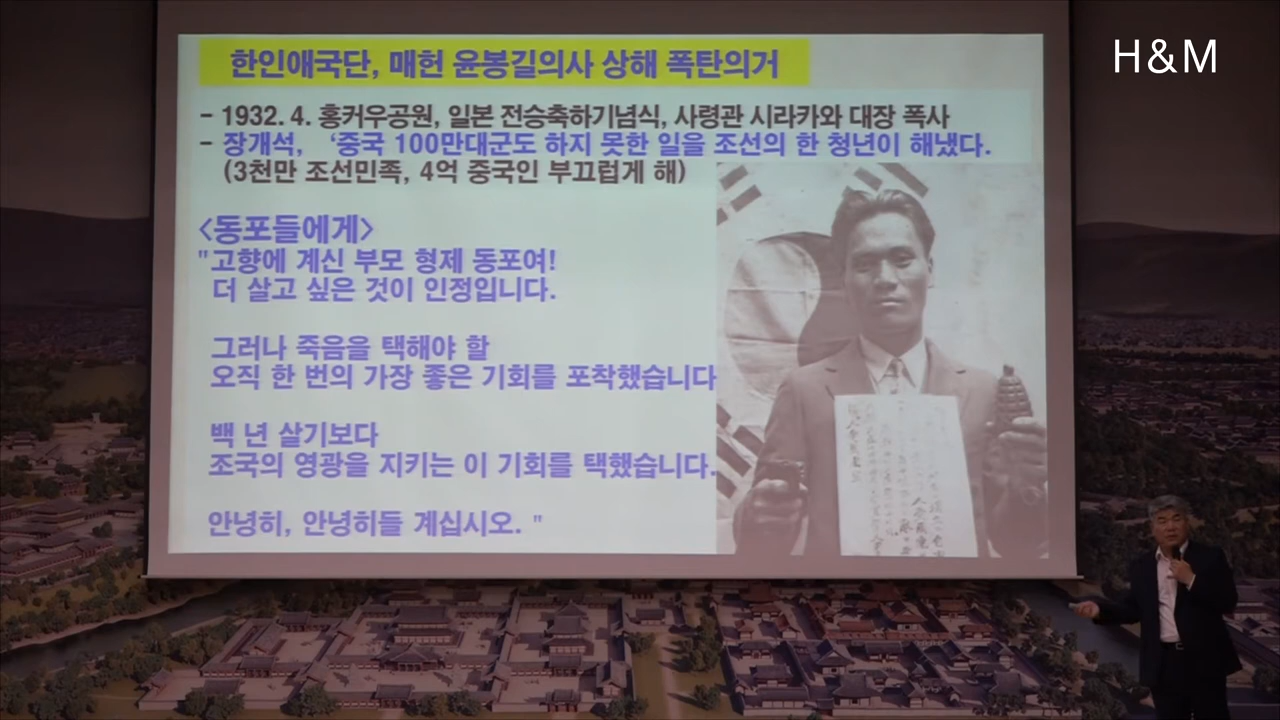 H&M
한인애국단, 매헌 윤봉길의사 상해 폭탄의거
- 1932. 4. 홍커우공원, 일본 전승축하기념식, 사령관 시라카와 대장 폭사
- 장개석, '중국 100만대군도 하지 못한 일을 조선의 한 청년이 해냈다.
(3천만 조선민족, 4억 중국인 부끄럽게 해)
<동포들에게>
"고향에 계신 부모 형제 동포여!
더 살고 싶은 것이 인정입니다.
그러나 죽음을 택해야 할
오직 한 번의 가장 좋은 기회를 포착했습니다
백 년 살기보다
조국의 영광을 지키는 이 기회를 택했습니다.
안녕히, 안녕히들 계십시오. "